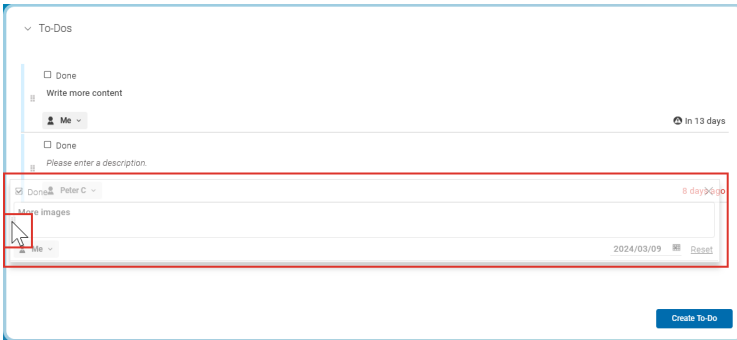 To-Dos
Done
Write more content
Me
In 13 days
Done
Please enter a description.
Peter C
8 days ago
Done
More images
Me
2024/03/09
Reset
Create To-Do